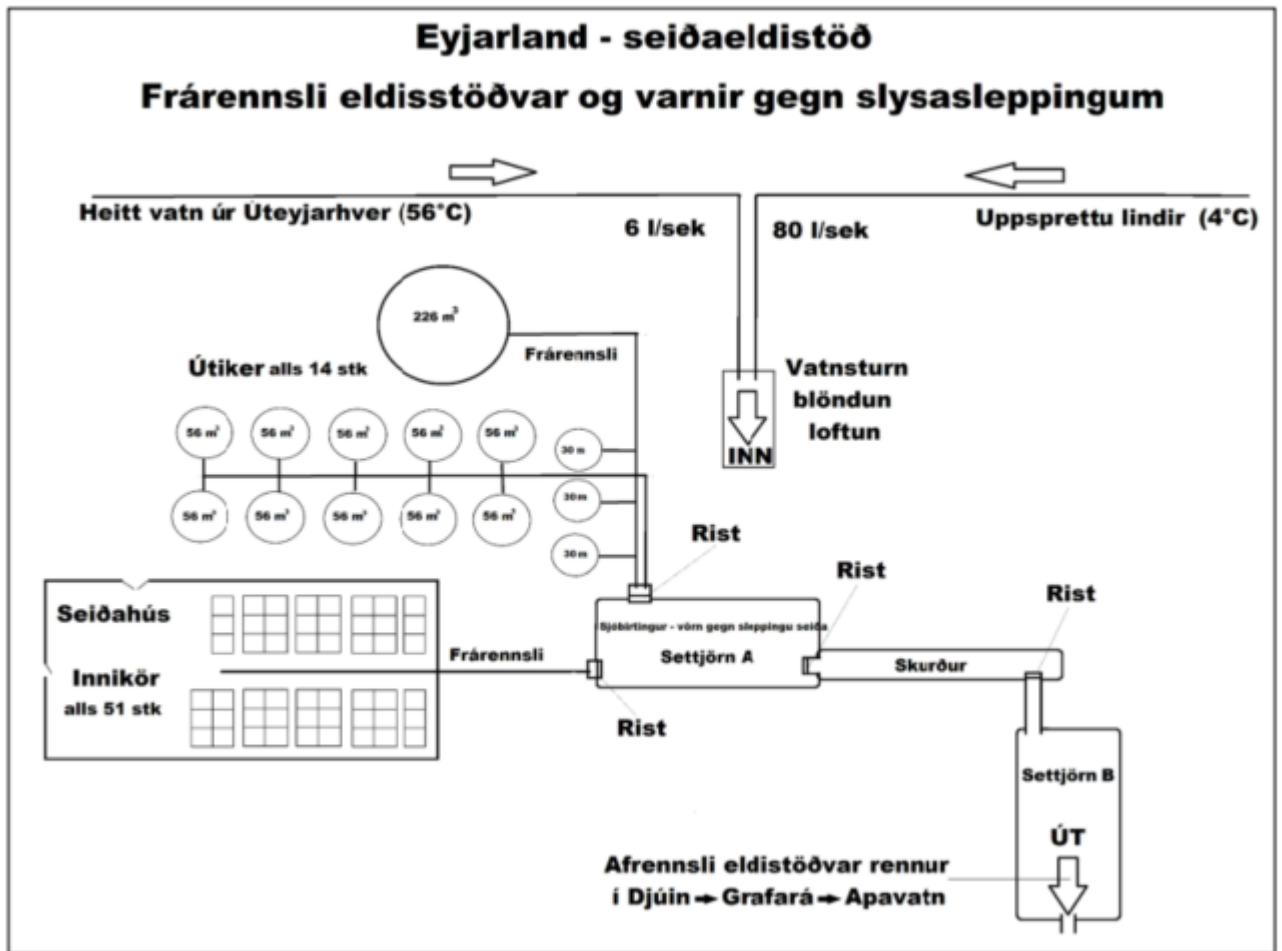 Eyjarland - seiðaeldistöð
Frárennsli eldisstöðvar og varnir gegn slysasleppingum
Heitt vatn úr Úteyjarhver (56°C)
6 l/sek
80 l/sek
Uppsprettu lindir (4°C)
226 m³
Frárennsli
Útiker alls 14 stk
Vatnsturn
blöndun
loftun
INN
56 m³ 56 m³ 56 m³ 56 m³ 56 m³
30 m
56 m³ 56 m³ 56 m³ 56 m³ 56 m³
30 m
30 m
Rist
Rist
Rist
Seiðahús
Sjóbirtingur - vörn gegn sleppingu seiða
Settjörn A
Frárennsli
Skurður
Innikör
alls 51 stk
Rist
Settjörn B
ÚT
Afrennsli eldistöðvar rennur
í Djúin → Grafará → Apavatn